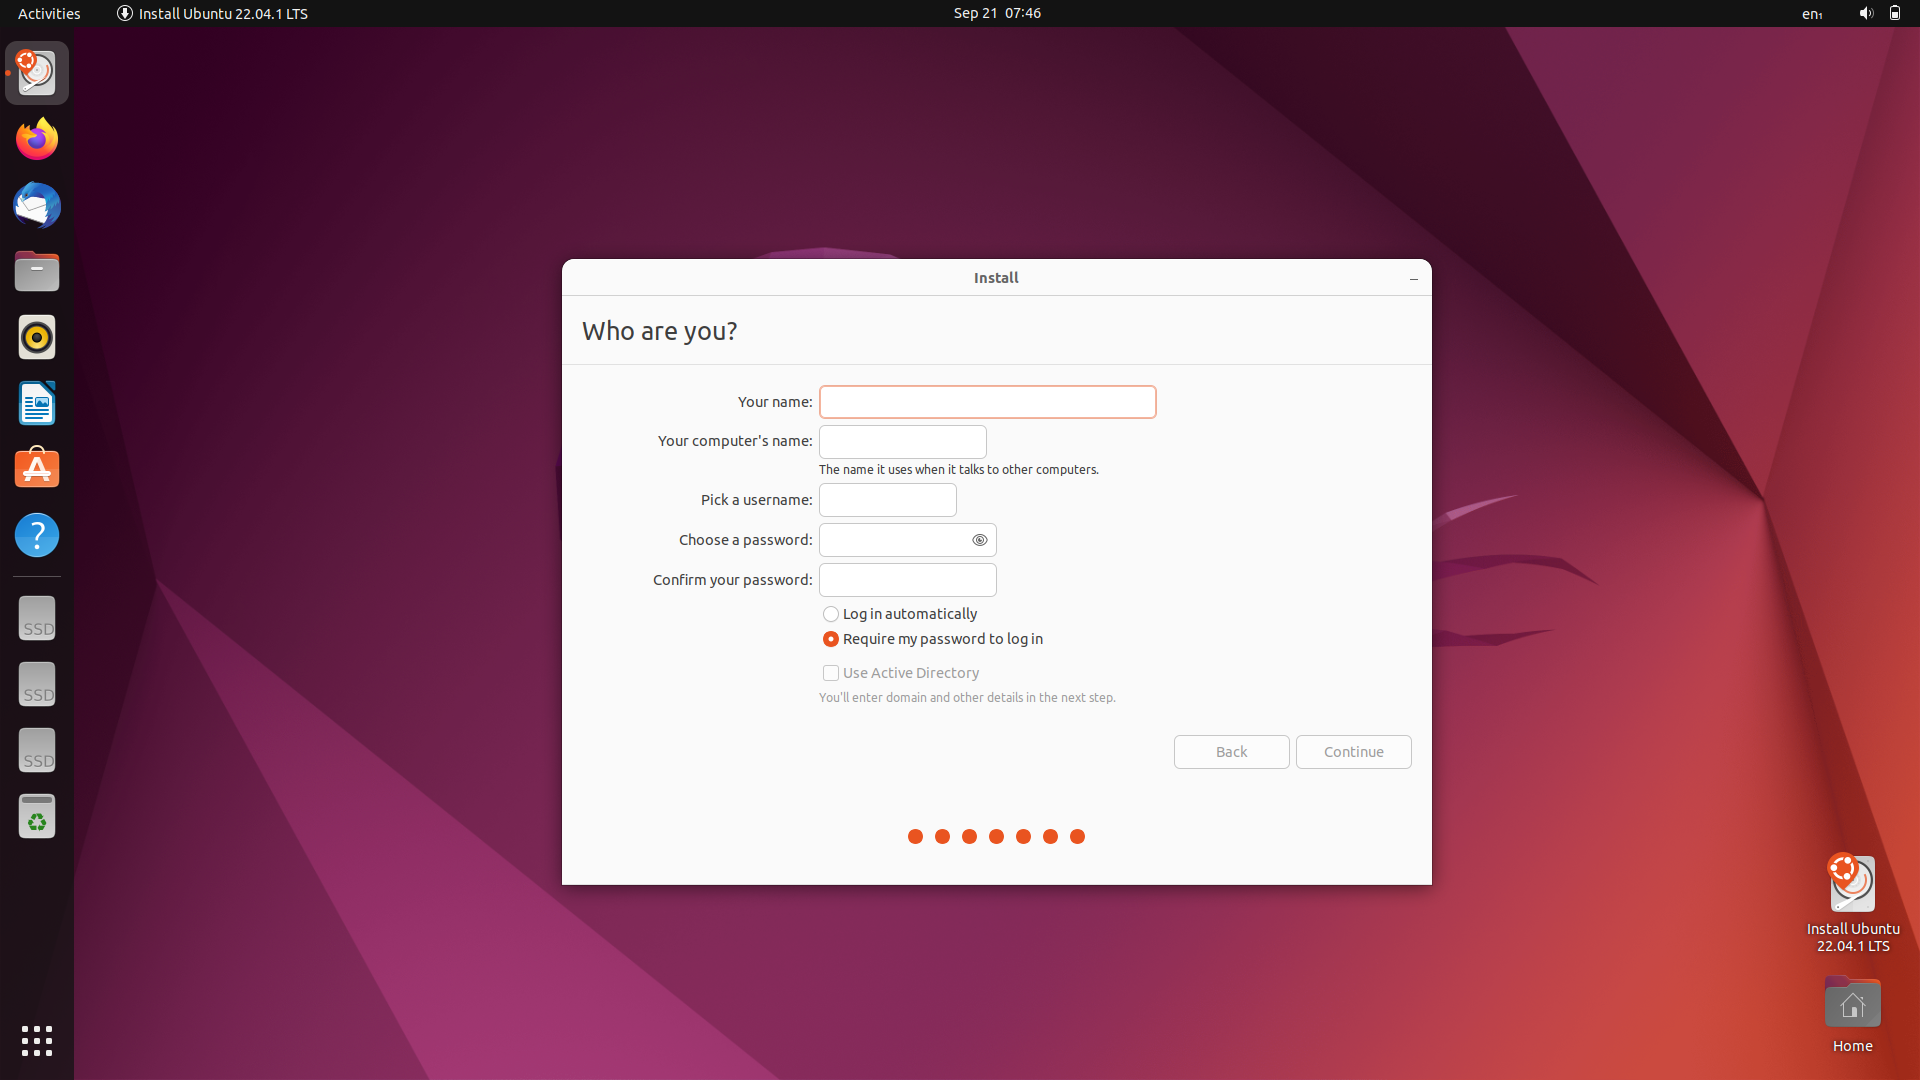 Activities
Install Ubuntu 22.04.1 LTS
Sep 21 07:46
en₁
Install
Who are you?
Your name:
Your computer's name:
The name it uses when it talks to other computers.
Pick a username:
Choose a password:
Confirm your password:
Log in automatically
Require my password to log in
Use Active Directory
You'll enter domain and other details in the next step.
Back
Continue
SSD
SSD
SSD
Install Ubuntu
22.04.1 LTS
Home